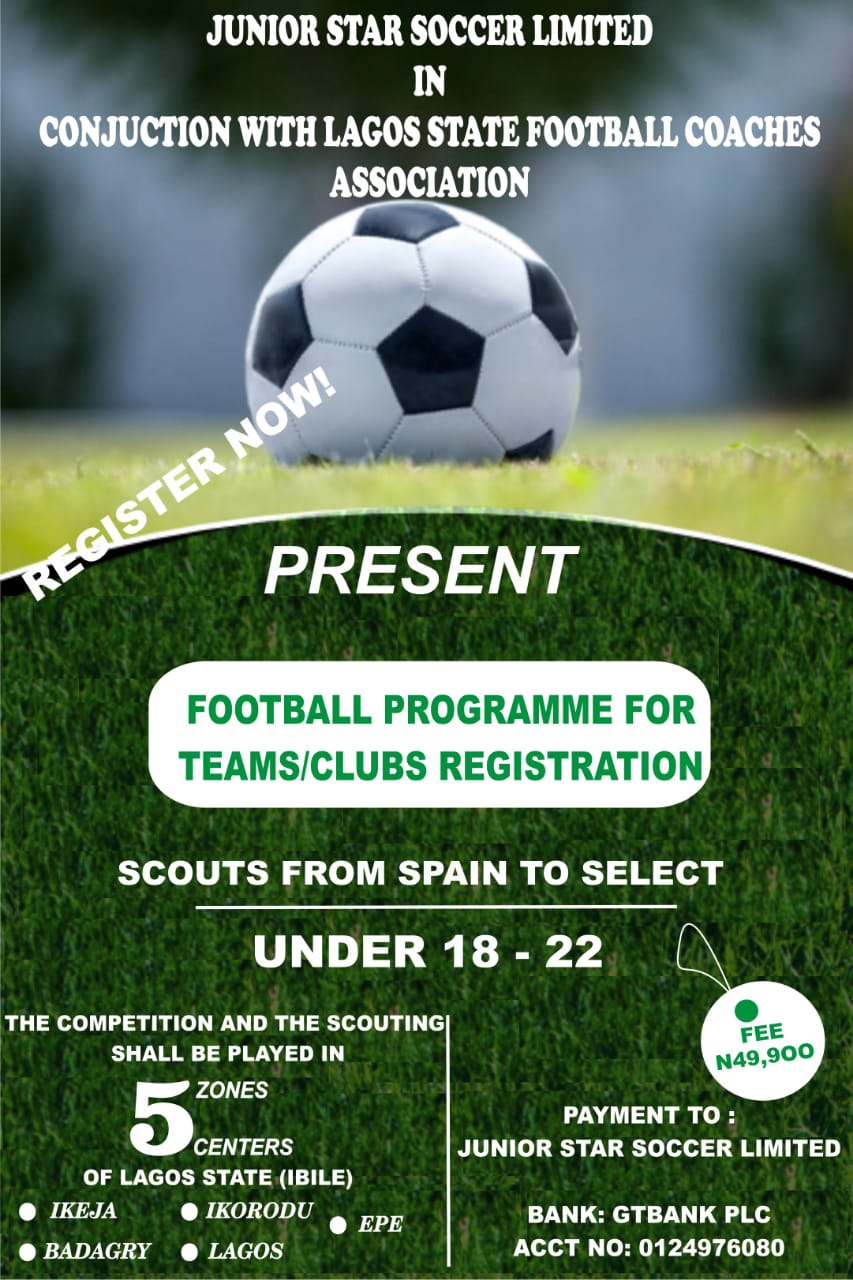 JUNIOR STAR SOCCER LIMITED
IN
CONJUCTION WITH LAGOS STATE FOOTBALL COACHES
ASSOCIATION
REGISTER NOW!
PRESENT
FOOTBALL PROGRAMME FOR
TEAMS/CLUBS REGISTRATION
SCOUTS FROM SPAIN TO SELECT
UNDER 18 - 22
THE COMPETITION AND THE SCOUTING
SHALL BE PLAYED IN
5 ZONES
CENTERS
OF LAGOS STATE (IBILE)
IKEJA
IKORODU
EPE
BADAGRY
LAGOS
FEE
N49,900
PAYMENT TO :
JUNIOR STAR SOCCER LIMITED
BANK: GTBANK PLC
ACCT NO: 0124976080